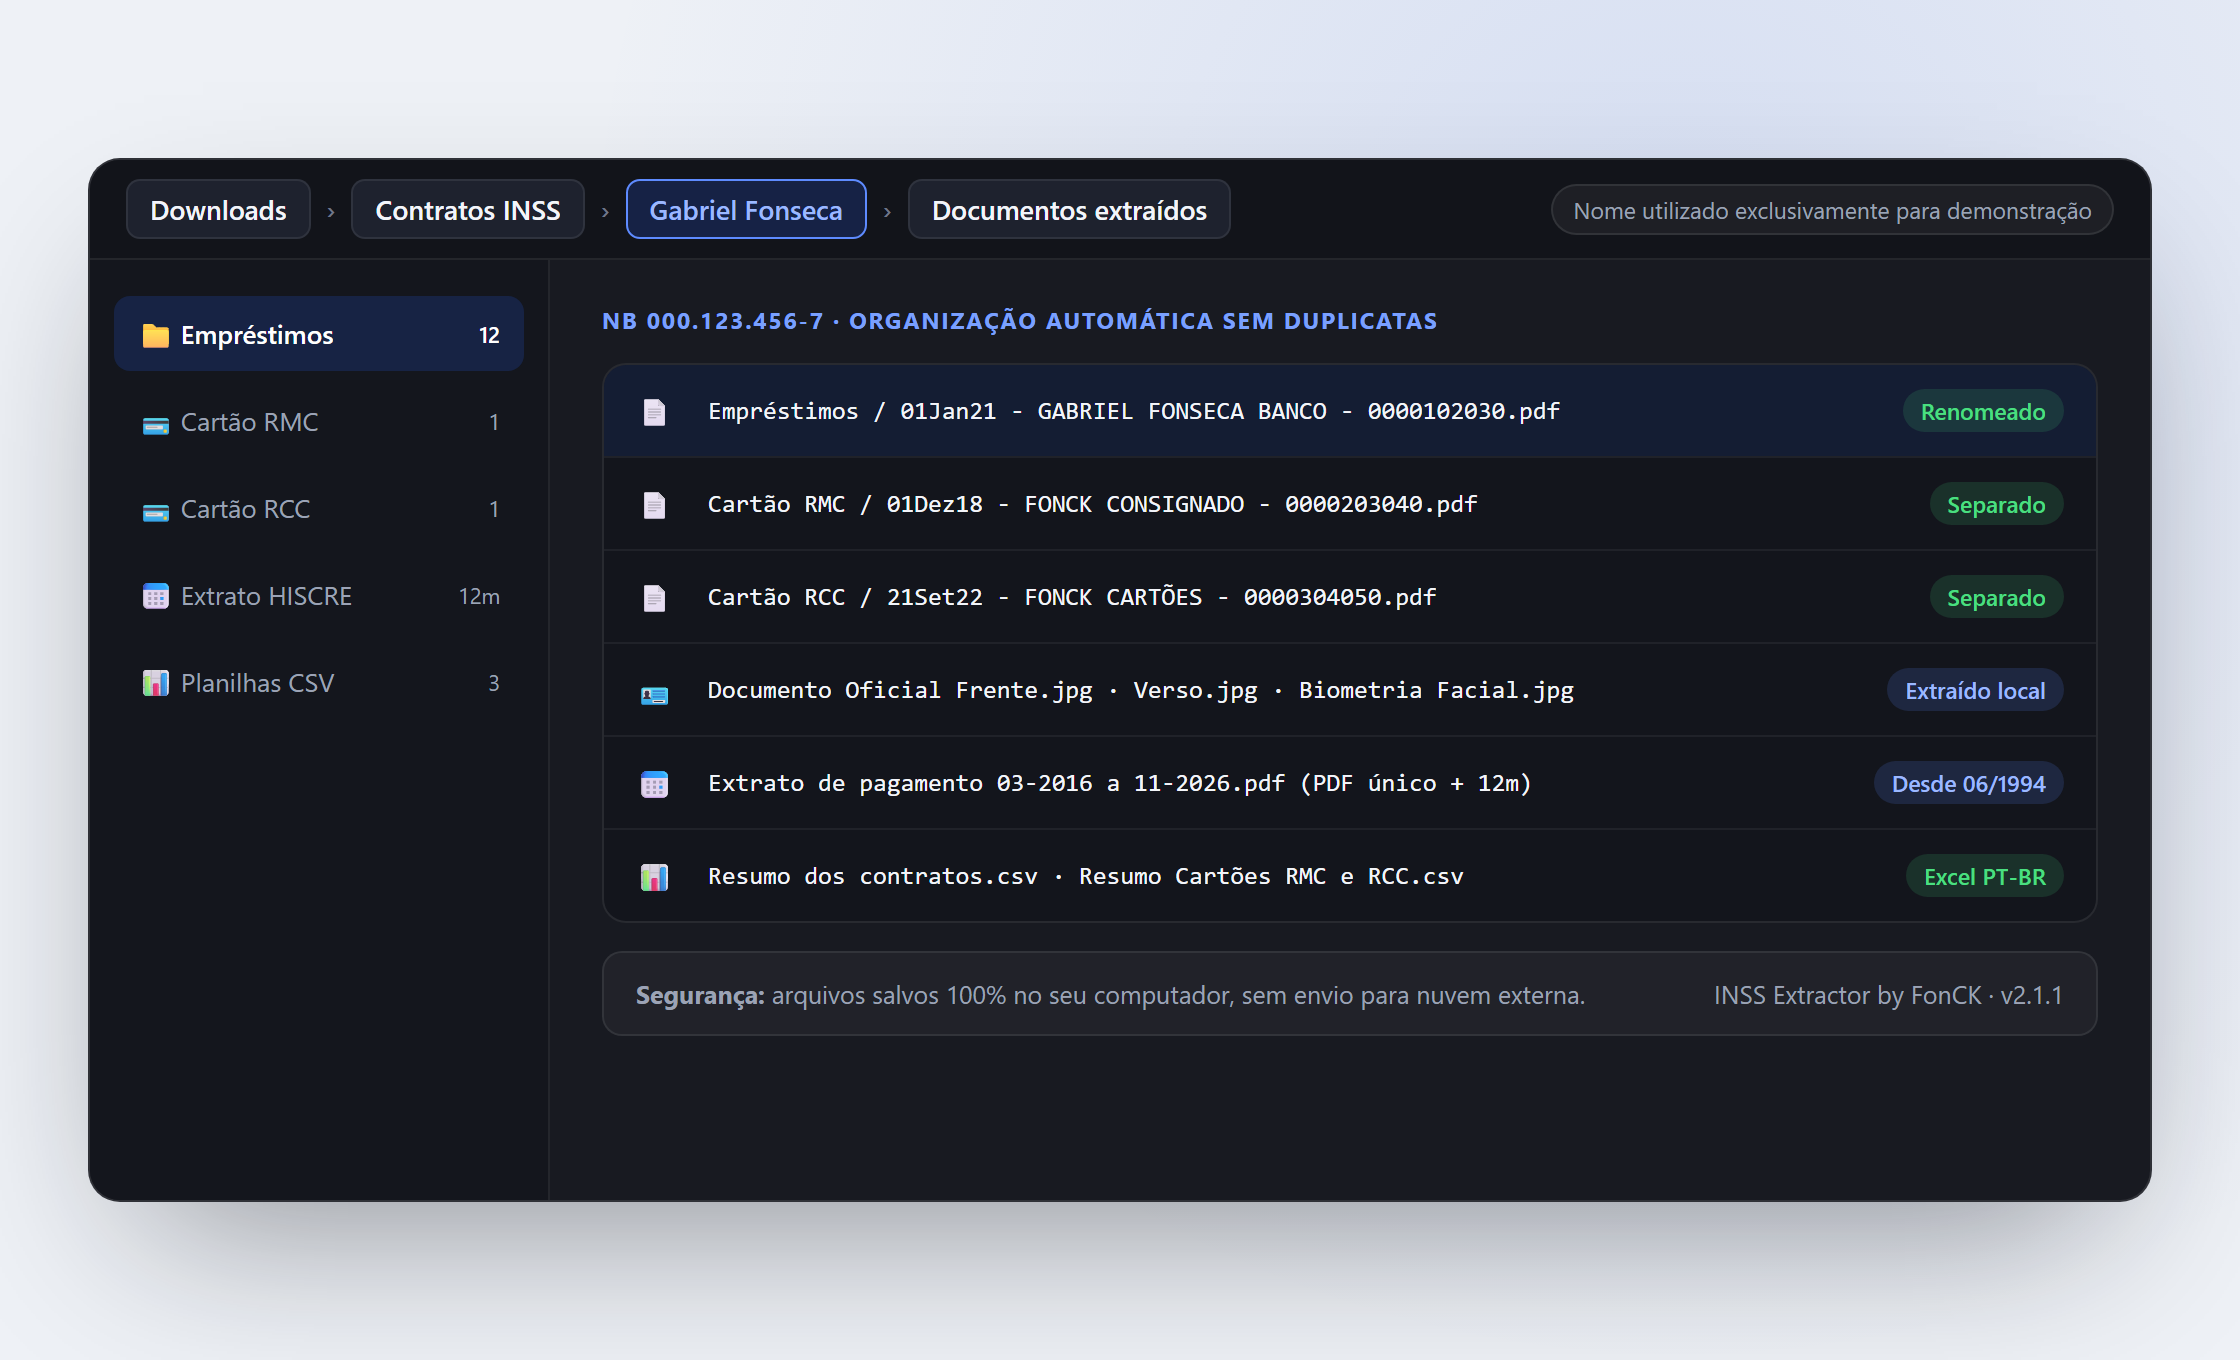 Downloads › Contratos INSS › Gabriel Fonseca › Documentos extraídos
Nome utilizado exclusivamente para demonstração
Empréstimos 12
Cartão RMC 1
Cartão RCC 1
Extrato HISCRE 12m
Planilhas CSV 3
NB 000.123.456-7 · ORGANIZAÇÃO AUTOMÁTICA SEM DUPLICATAS
Empréstimos / 01Jan21 - GABRIEL FONSECA BANCO - 0000102030.pdf Renomeado
Cartão RMC / 01Dez18 - FONCK CONSIGNADO - 0000203040.pdf Separado
Cartão RCC / 21Set22 - FONCK CARTÕES - 0000304050.pdf Separado
Documento Oficial Frente.jpg · Verso.jpg · Biometria Facial.jpg Extraído local
Extrato de pagamento 03-2016 a 11-2026.pdf (PDF único + 12m) Desde 06/1994
Resumo dos contratos.csv · Resumo Cartões RMC e RCC.csv Excel PT-BR
Segurança: arquivos salvos 100% no seu computador, sem envio para nuvem externa.
INSS Extractor by FonCK · v2.1.1